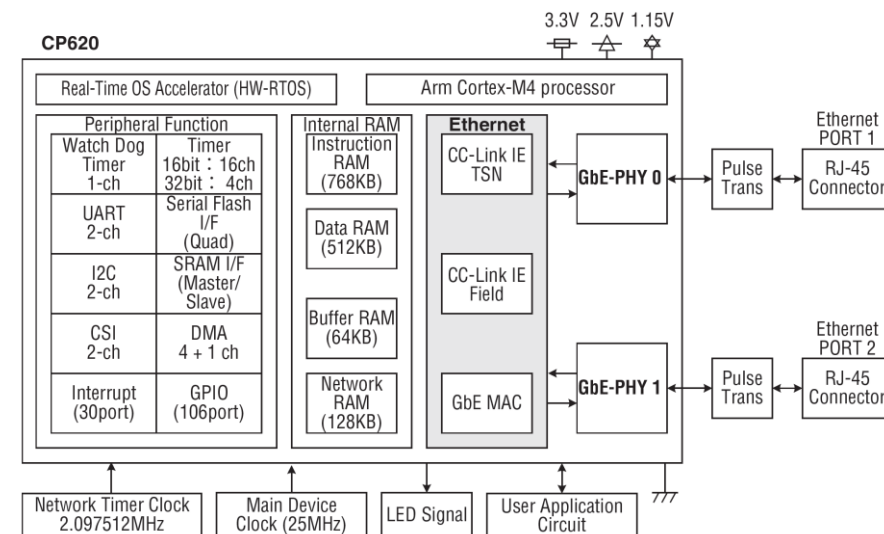 3.3V 2.5V 1.15V
CP620
Real-Time OS Accelerator (HW-RTOS)
Arm Cortex-M4 processor
Peripheral Function
Watch Dog
Timer
1-ch
Timer
16bit：16ch
32bit： 4ch
UART
2-ch
Serial Flash
I/F
(Quad)
I2C
2-ch
SRAM I/F
(Master/
Slave)
CSI
2-ch
DMA
4 + 1 ch
Interrupt
(30port)
GPIO
(106port)
Internal RAM
Instruction
RAM
(768KB)
Data RAM
(512KB)
Buffer RAM
(64KB)
Network
RAM
(128KB)
Ethernet
CC-Link IE
TSN
CC-Link IE
Field
GbE MAC
GbE-PHY 0
GbE-PHY 1
Pulse
Trans
Ethernet
PORT 1
RJ-45
Connector
Pulse
Trans
Ethernet
PORT 2
RJ-45
Connector
Network Timer Clock
2.097512MHz
Main Device
Clock (25MHz)
LED Signal
User Application
Circuit